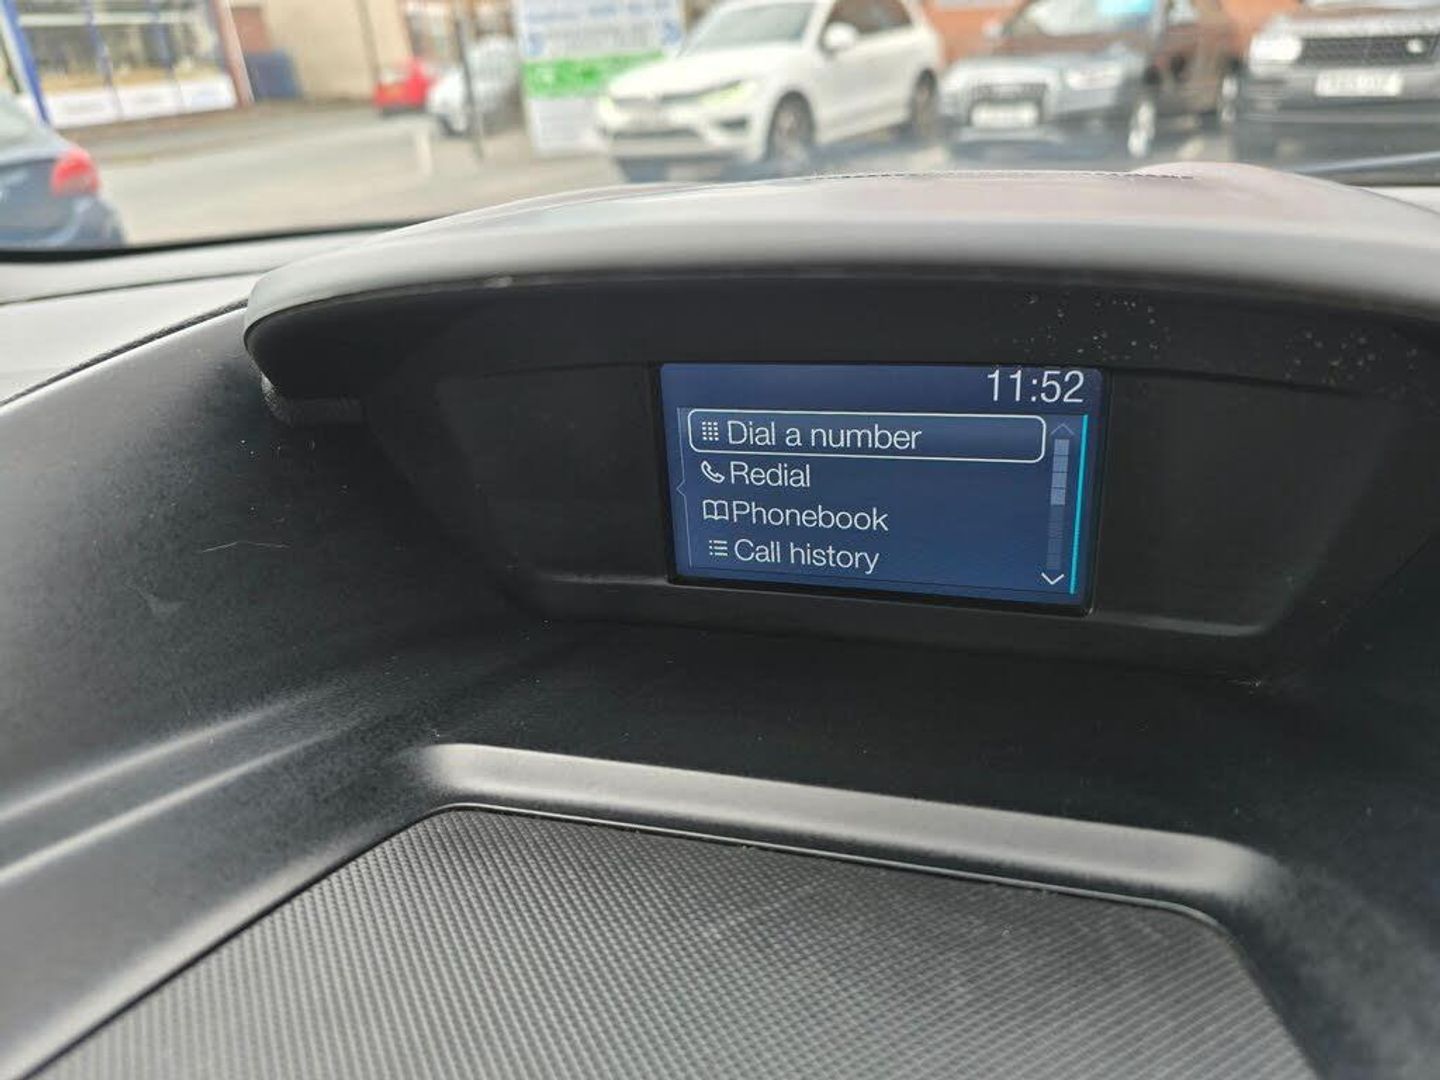 11:52
Dial a number
Redial
Phonebook
Call history